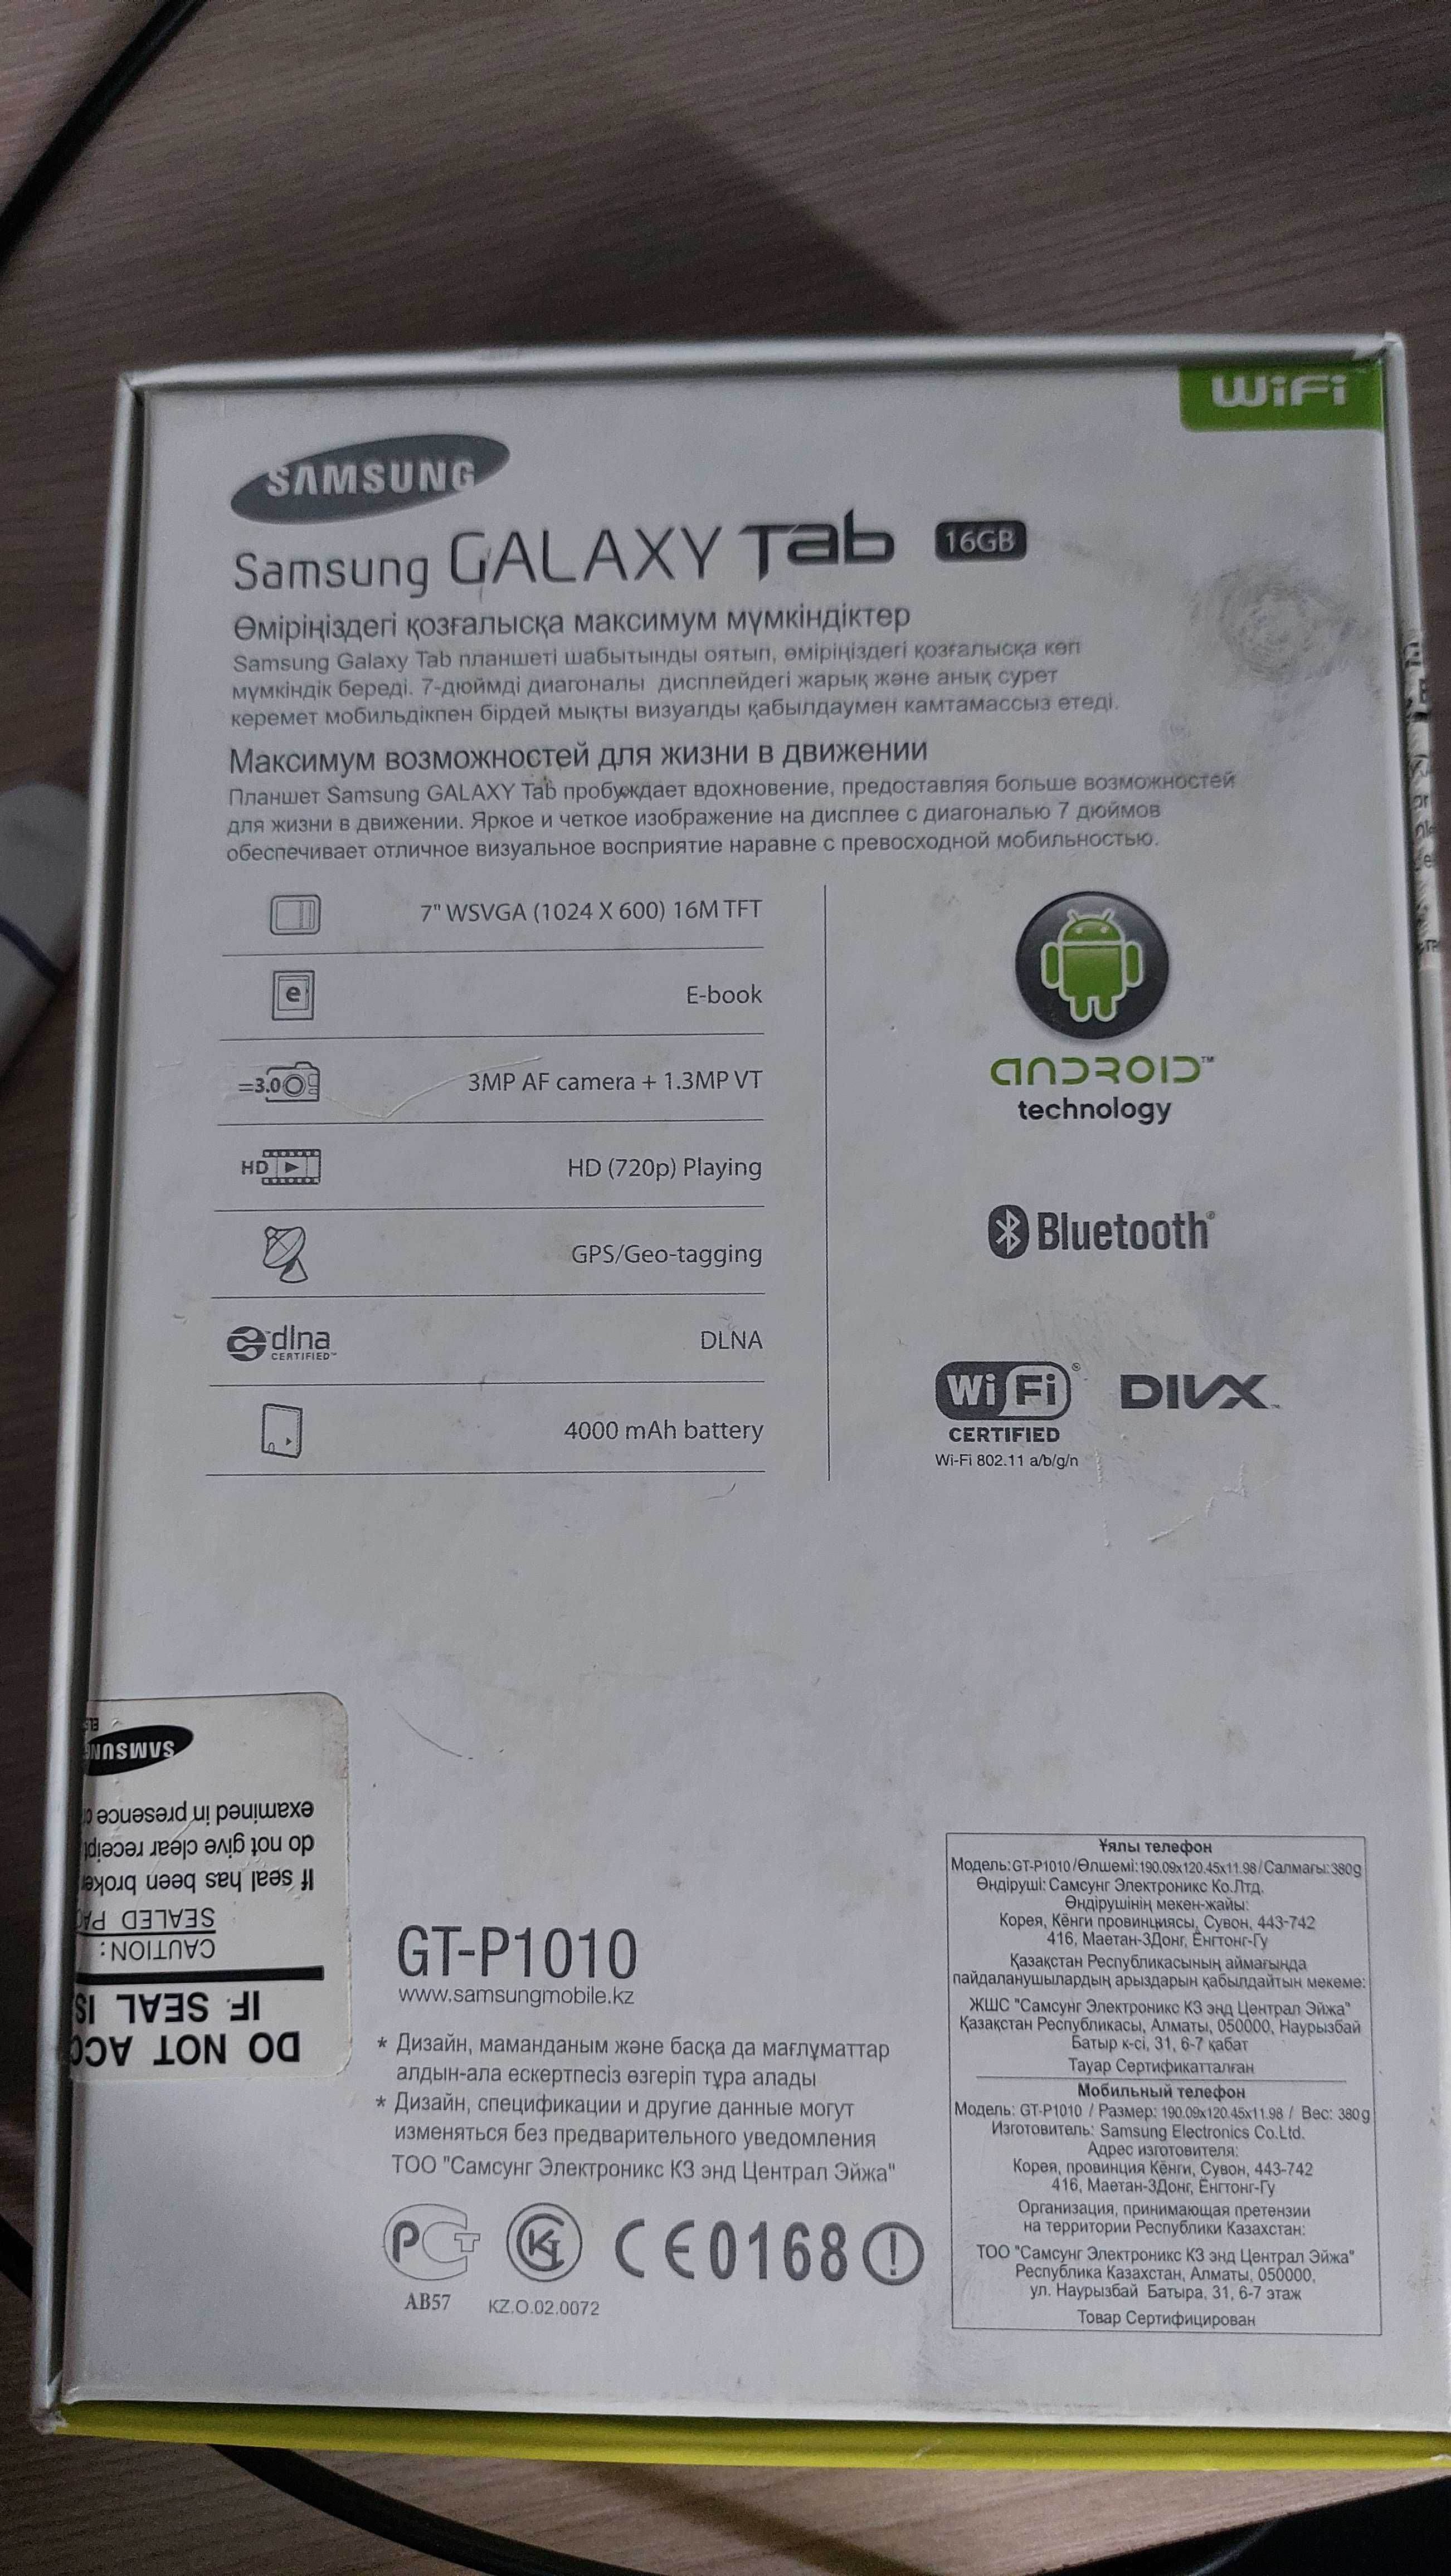 WiFi
SAMSUNG
Samsung GALAXY Tab 16GB
Өміріңіздегі қозғалысқа максимум мүмкіндіктер
Samsung Galaxy Tab планшеті шабытынды оятып, өміріңіздегі қозғалысқа көп
мүмкіндік береді. 7-дюймді диагоналы дисплейдегі жарық және анық сурет
керемет мобильдікпен бірдей мықты визуалды қабылдаумен камтамассыз етеді.
Максимум возможностей для жизни в движении
Планшет Samsung GALAXY Tab пробуждает вдохновение, предоставляя больше возможностей
для жизни в движении. Яркое и четкое изображение на дисплее с диагональю 7 дюймов
обеспечивает отличное визуальное восприятие наравне с превосходной мобильностью.
7" WSVGA (1024 X 600) 16M TFT
e E-book
=3.0 3MP AF camera + 1.3MP VT
HD HD (720p) Playing
GPS/Geo-tagging
dlna CERTIFIED™ DLNA
4000 mAh battery
ANDROID™
technology
Bluetooth®
WiFi® DIVX™
CERTIFIED
Wi-Fi 802.11 a/b/g/n
DO NOT
IF SEAL IS
CAUTION:
SEALED
If seal has been
do not give clear
examined in presence
SAMSUNG
GT-P1010
www.samsungmobile.kz
* Дизайн, маманданым және басқа да мағлұматтар
алдын-ала ескертпесіз өзгеріп тұра алады
* Дизайн, спецификации и другие данные могут
изменяться без предварительного уведомления
ТОО "Самсунг Электроникс КЗ энд Централ Эйжа"
CE0168
AB57 KZ.O.02.0072
Ұялы телефон
Модель:GT-P1010/Өлшемі:190.09x120.45x11.98/Салмағы:380g
Өндіруші: Самсунг Электроникс Ко.Лтд.
Өндірушінің мекен-жайы:
Корея, Кёнги провинциясы, Сувон, 443-742
416, Маетан-3Донг, Ёнгтонг-Гу
Қазақстан Республикасының аймағында
пайдаланушылардың арыздарын қабылдайтын мекеме:
ЖШС "Самсунг Электроникс КЗ энд Централ Эйжа"
Қазақстан Республикасы, Алматы, 050000, Наурызбай
Батыр к-сі, 31, 6-7 қабат
Тауар Сертификатталған
Мобильный телефон
Модель: GT-P1010 / Размер: 190.09x120.45x11.98 / Вес: 380g
Изготовитель: Samsung Electronics Co.Ltd.
Адрес изготовителя:
Корея, провинция Кёнги, Сувон, 443-742
416, Маетан-3Донг, Ёнгтонг-Гу
Организация, принимающая претензии
на территории Республики Казахстан:
ТОО "Самсунг Электроникс КЗ энд Централ Эйжа"
Республика Казахстан, Алматы, 050000,
ул. Наурызбай Батыра, 31, 6-7 этаж
Товар Сертифицирован